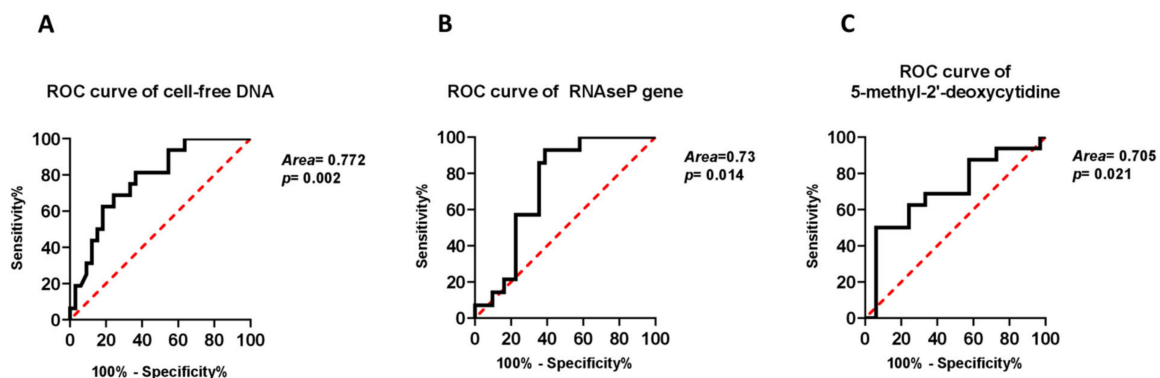 A
ROC curve of cell-free DNA
100
80
60
40
20
0
Sensitivity%
0 20 40 60 80 100
100% - Specificity%
Area= 0.772
p= 0.002
B
ROC curve of RNAseP gene
100
80
60
40
20
0
Sensitivity%
0 20 40 60 80 100
100% - Specificity%
Area=0.73
p= 0.014
C
ROC curve of
5-methyl-2'-deoxycytidine
100
80
60
40
20
0
Sensitivity%
0 20 40 60 80 100
100% - Specificity%
Area= 0.705
p= 0.021